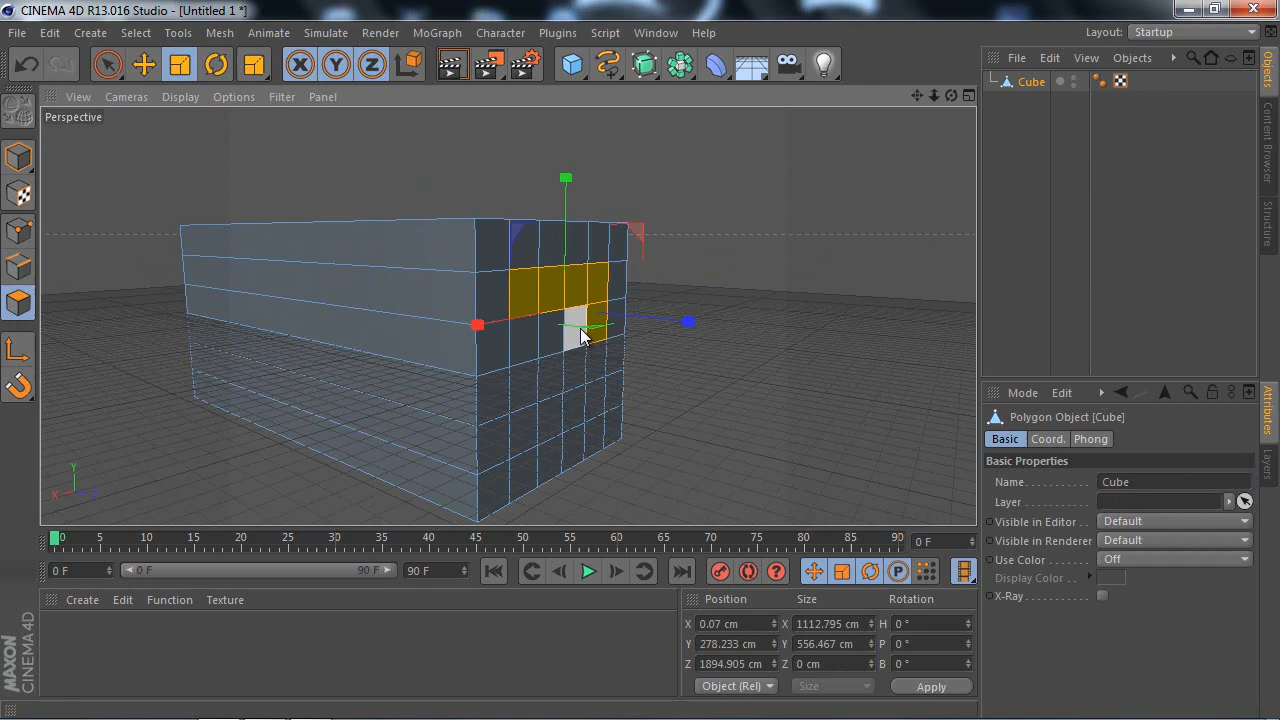 CINEMA 4D R13.016 Studio - [Untitled 1 *]
File Edit Create Select Tools Mesh Animate Simulate Render MoGraph Character Plugins Script Window Help
Layout: Startup
X Y Z
File Edit View Objects
Cube
View Cameras Display Options Filter Panel
Perspective
Y
X Z
Objects
Content Browser
Structure
Attributes
Layers
Mode Edit
Polygon Object [Cube]
Basic Coord. Phong
Basic Properties
Name Cube
Layer
Visible in Editor Default
Visible in Renderer Default
Use Color Off
Display Color
X-Ray
0 5 10 15 20 25 30 35 40 45 50 55 60 65 70 75 80 85 90
0 F
0 F 0 F 90 F 90 F
P
Create Edit Function Texture
Position Size Rotation
X 0.07 cm X 1112.795 cm H 0 °
Y 278.233 cm Y 556.467 cm P 0 °
Z 1894.905 cm Z 0 cm B 0 °
Object (Rel) Size Apply
MAXON
CINEMA 4D